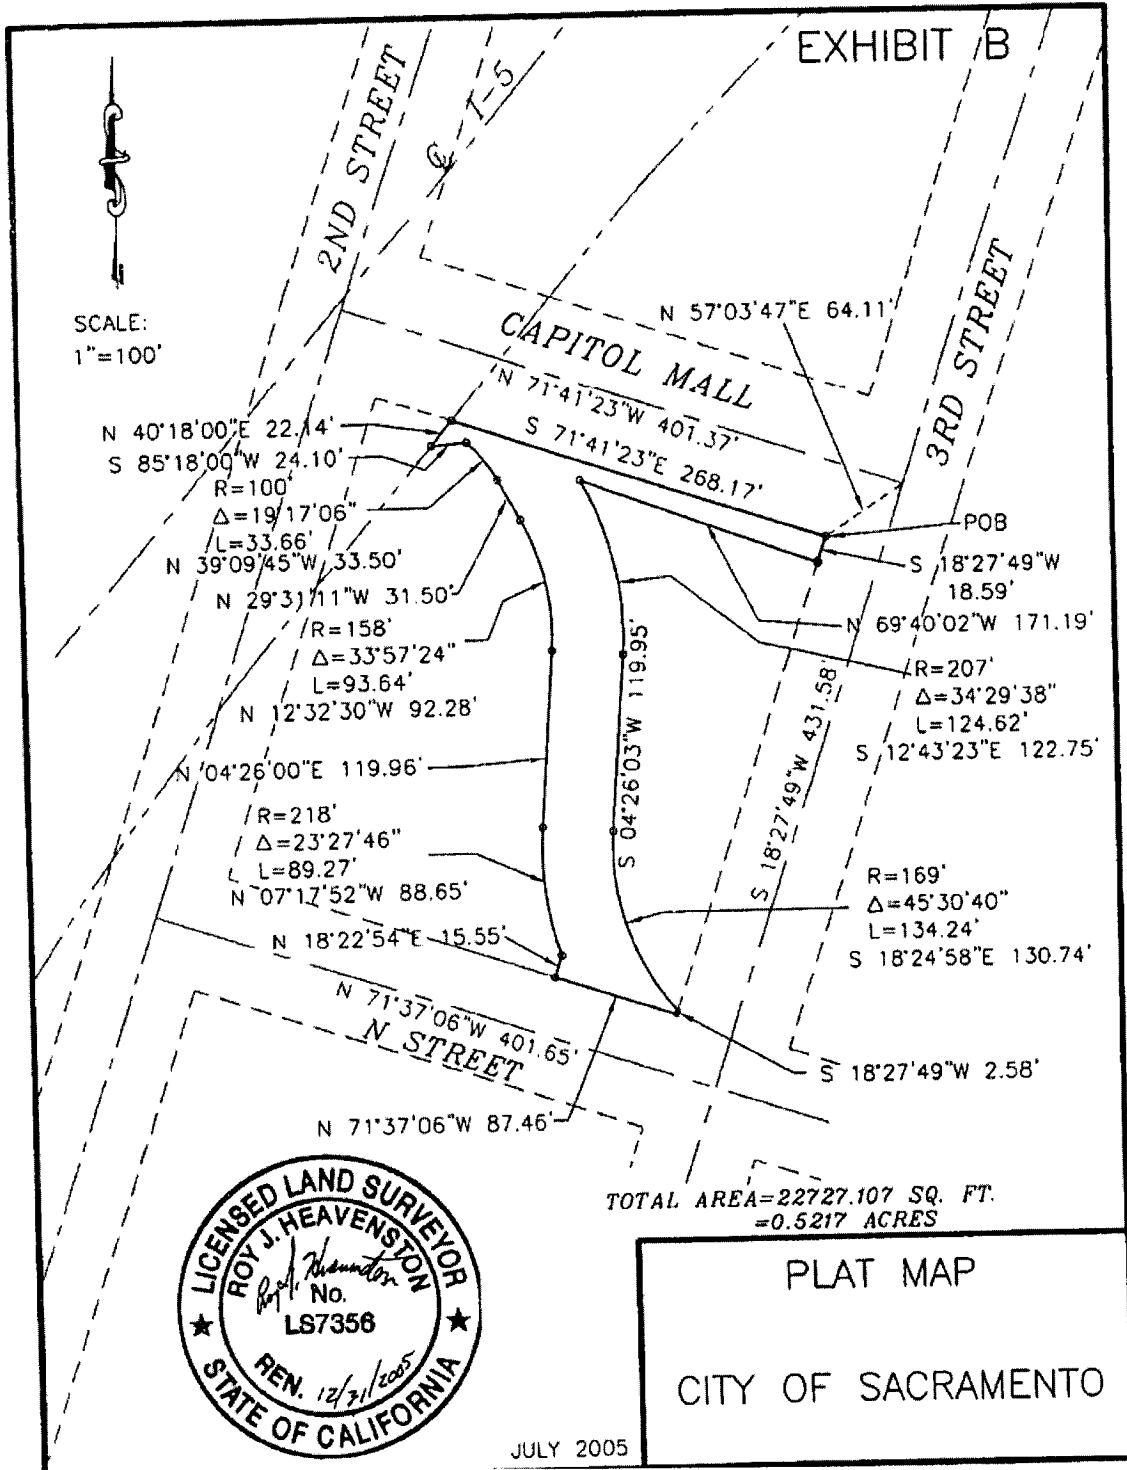 EXHIBIT B
2ND STREET
℄ I-5
3RD STREET
SCALE:
1"=100'
N 57°03'47"E 64.11'
CAPITOL MALL
N 71°41'23"W 401.37'
S 71°41'23"E 268.17'
N 40°18'00"E 22.14'
S 85°18'00"W 24.10'
R=100'
Δ=19°17'06"
L=33.66'
N 39°09'45"W 33.50'
N 29°31'11"W 31.50'
R=158'
Δ=33°57'24"
L=93.64'
N 12°32'30"W 92.28'
N 04°26'00"E 119.96'
R=218'
Δ=23°27'46"
L=89.27'
N 07°17'52"W 88.65'
N 18°22'54"E 15.55'
POB
S 18°27'49"W
18.59'
N 69°40'02"W 171.19'
R=207'
Δ=34°29'38"
L=124.62'
S 12°43'23"E 122.75'
S 04°26'03"W 119.95'
S 18°27'49"W 431.58'
R=169'
Δ=45°30'40"
L=134.24'
S 18°24'58"E 130.74'
N 71°37'06"W 401.65'
N STREET
S 18°27'49"W 2.58'
N 71°37'06"W 87.46'
TOTAL AREA=22727.107 SQ. FT.
=0.5217 ACRES
LICENSED LAND SURVEYOR
ROY J. HEAVENSTON
Roy J. Heavenston
No.
LS7356
REN. 12/31/2005
STATE OF CALIFORNIA
PLAT MAP
CITY OF SACRAMENTO
JULY 2005